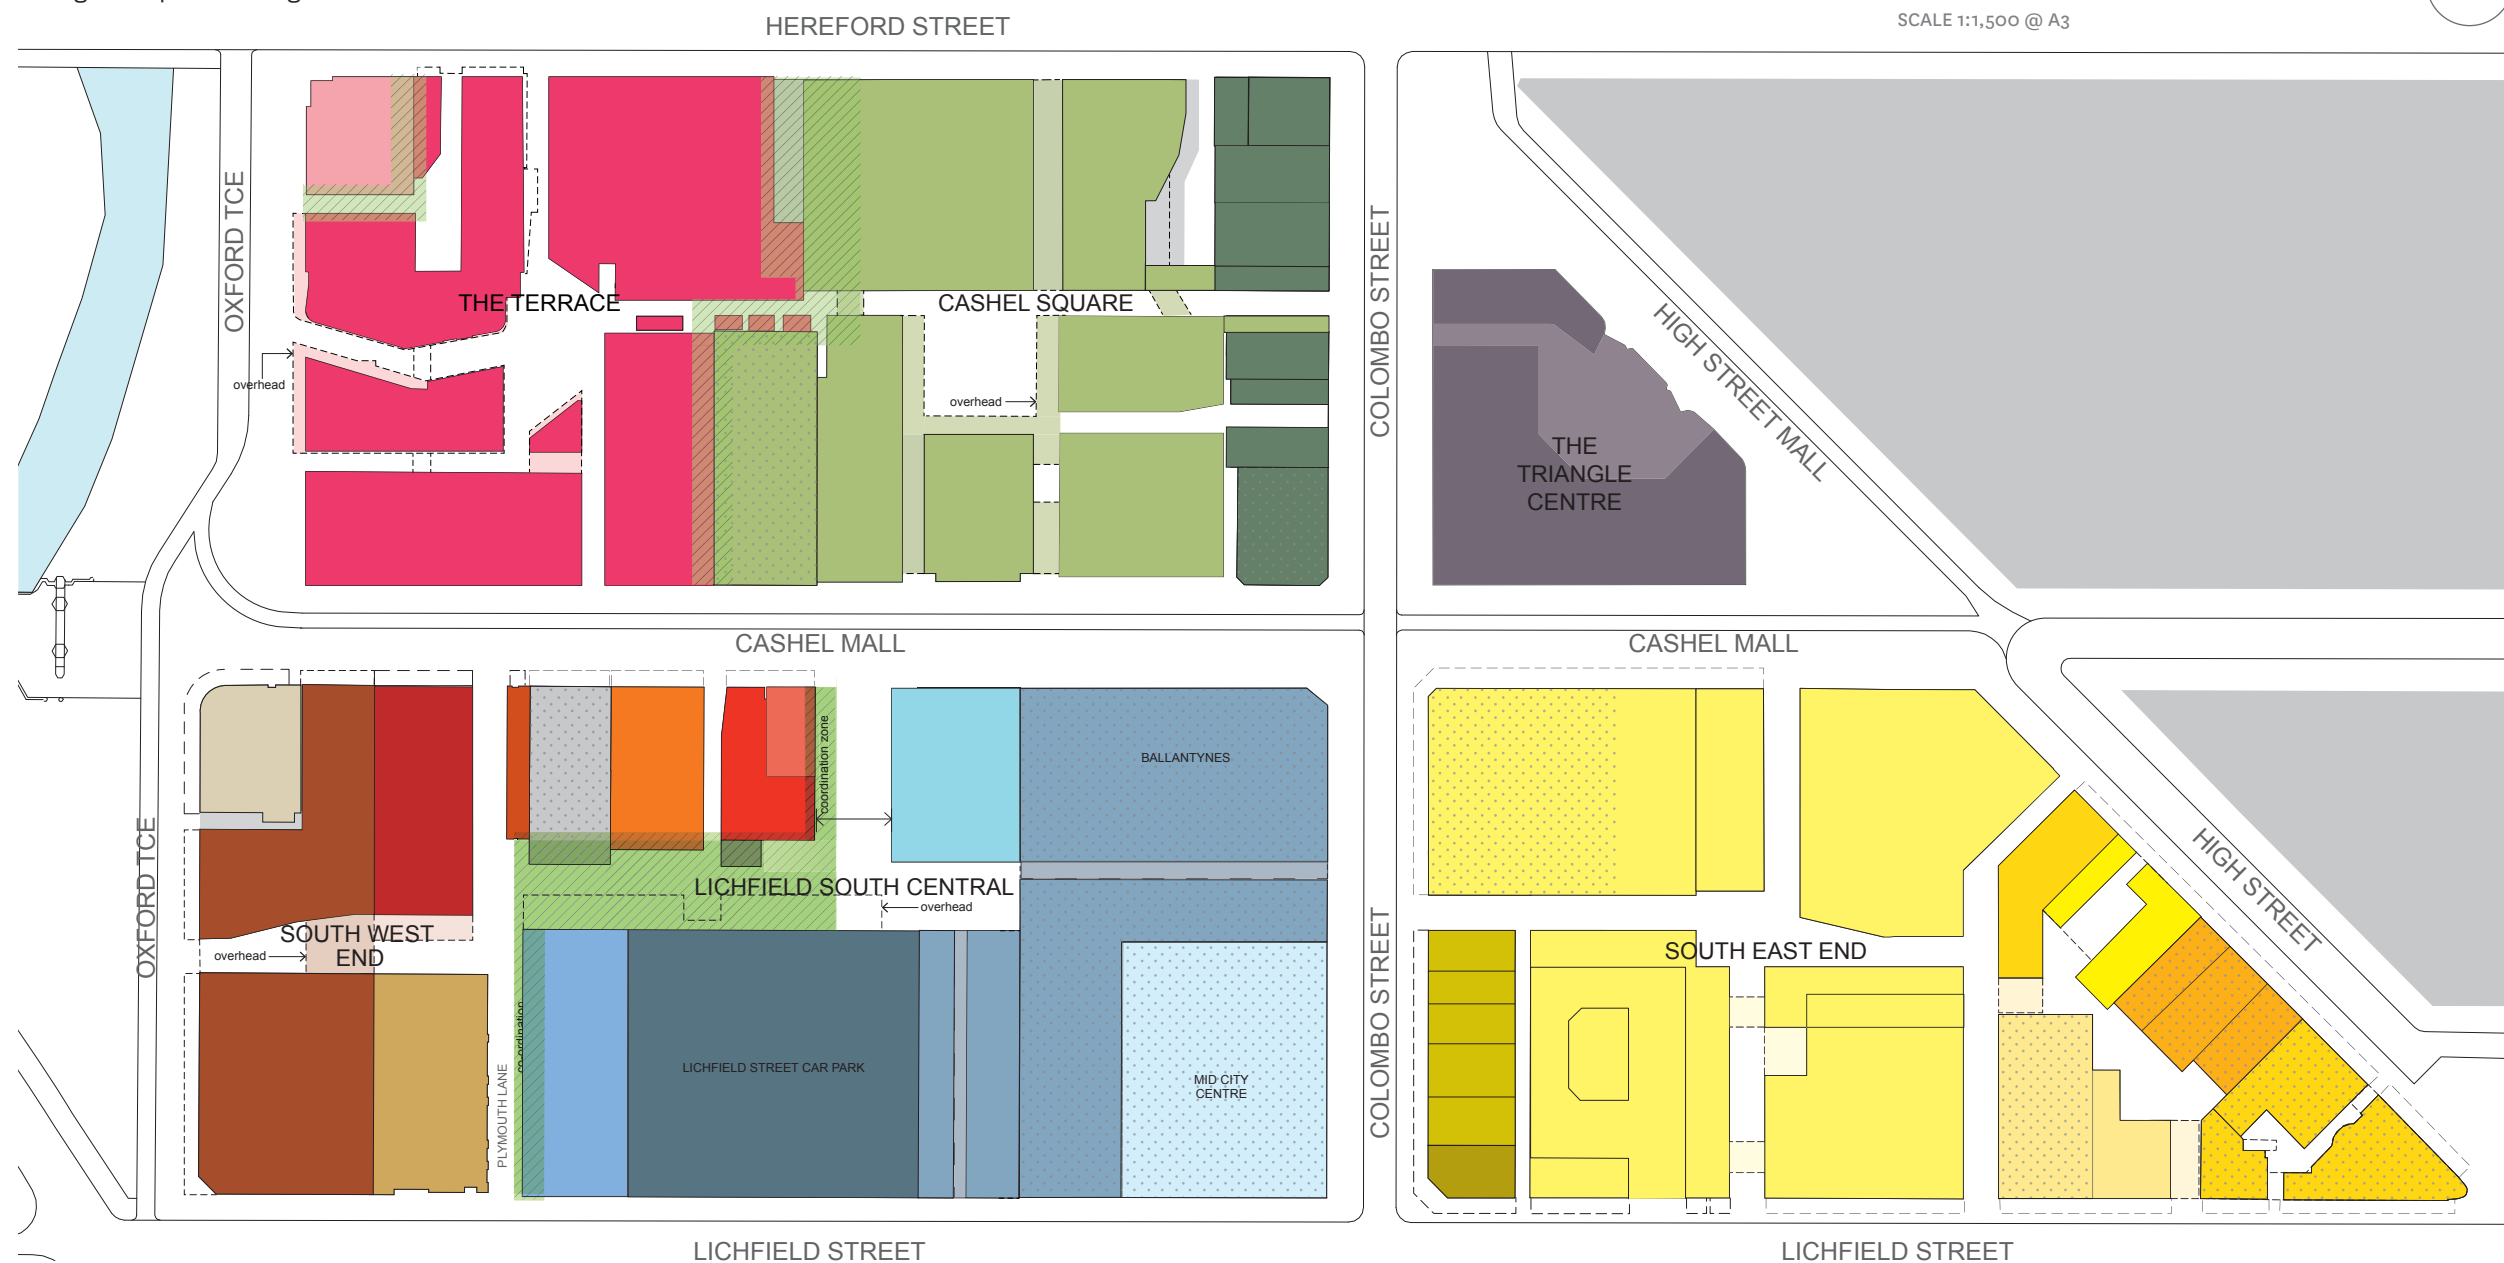 HEREFORD STREET
SCALE 1:1,500 @ A3
OXFORD TCE
THE TERRACE
CASHEL SQUARE
COLOMBO STREET
HIGH STREET MALL
overhead
overhead
THE
TRIANGLE
CENTRE
CASHEL MALL
CASHEL MALL
coordination zone
BALLANTYNES
OXFORD TCE
LICHFIELD SOUTH CENTRAL
overhead
SOUTH WEST
END
overhead
HIGH STREET
SOUTH EAST END
COLOMBO STREET
co-ordination
PLYMOUTH LANE
LICHFIELD STREET CAR PARK
MID CITY
CENTRE
LICHFIELD STREET
LICHFIELD STREET